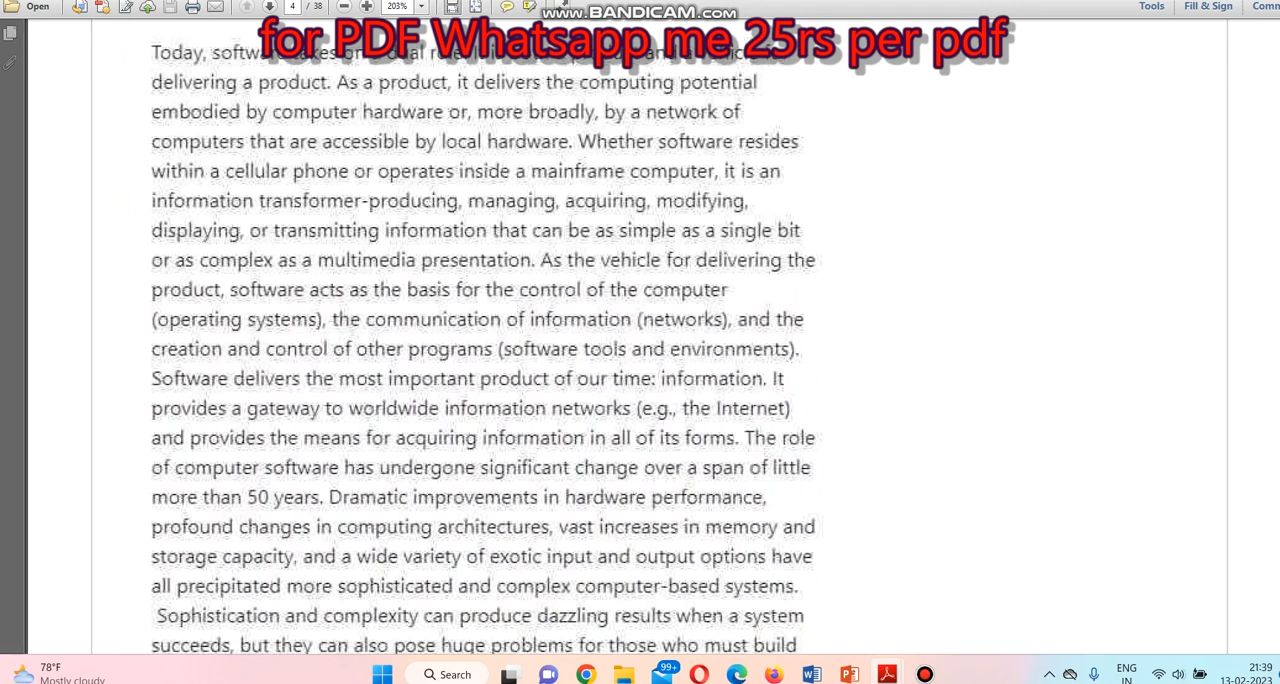 Open 4 / 38 203% Tools Fill & Sign
www.BANDICAM.com
for PDF Whatsapp me 25rs per pdf
Today,
delivering a product. As a product, it delivers the computing potential
embodied by computer hardware or, more broadly, by a network of
computers that are accessible by local hardware. Whether software resides
within a cellular phone or operates inside a mainframe computer, it is an
information transformer-producing, managing, acquiring, modifying,
displaying, or transmitting information that can be as simple as a single bit
or as complex as a multimedia presentation. As the vehicle for delivering the
product, software acts as the basis for the control of the computer
(operating systems), the communication of information (networks), and the
creation and control of other programs (software tools and environments).
Software delivers the most important product of our time: information. It
provides a gateway to worldwide information networks (e.g., the Internet)
and provides the means for acquiring information in all of its forms. The role
of computer software has undergone significant change over a span of little
more than 50 years. Dramatic improvements in hardware performance,
profound changes in computing architectures, vast increases in memory and
storage capacity, and a wide variety of exotic input and output options have
all precipitated more sophisticated and complex computer-based systems.
Sophistication and complexity can produce dazzling results when a system
succeeds, but they can also pose huge problems for those who must build
78°F
Mostly cloudy
Search
99+
ENG
IN
21:39
13-02-2023